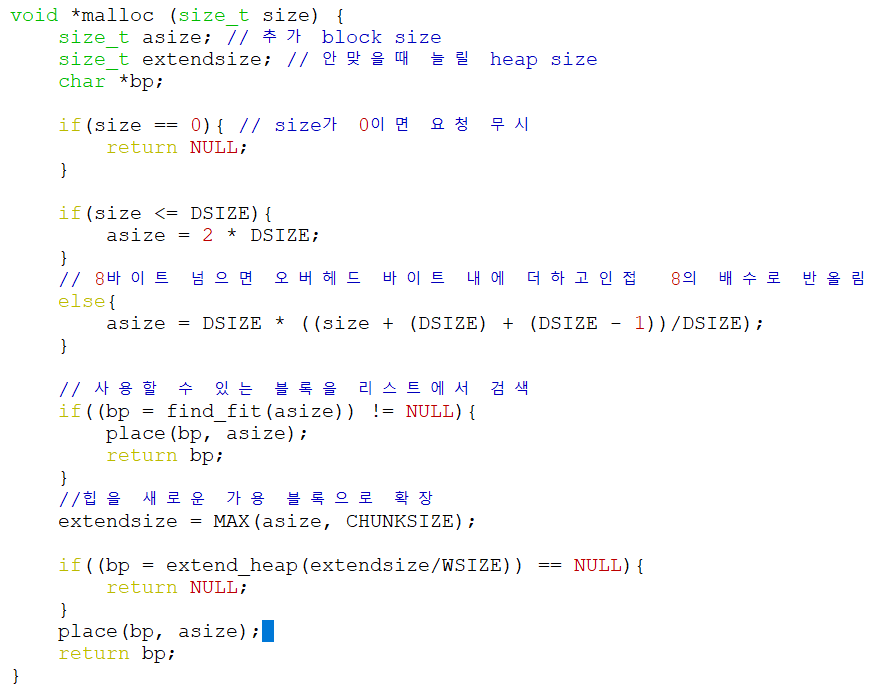 void *malloc (size_t size) {
    size_t asize; // 추가 block size
    size_t extendsize; // 안맞을때 늘릴 heap size
    char *bp;

    if(size == 0){ // size가 0이면 요청 무시
        return NULL;
    }

    if(size <= DSIZE){
        asize = 2 * DSIZE;
    }
    // 8바이트 넘으면 오버헤드 바이트 내에 더하고인접 8의 배수로 반올림
    else{
        asize = DSIZE * ((size + (DSIZE) + (DSIZE - 1))/DSIZE);
    }

    // 사용할 수 있는 블록을 리스트에서 검색
    if((bp = find_fit(asize)) != NULL){
        place(bp, asize);
        return bp;
    }
    //힙을 새로운 가용 블록으로 확장
    extendsize = MAX(asize, CHUNKSIZE);

    if((bp = extend_heap(extendsize/WSIZE)) == NULL){
        return NULL;
    }
    place(bp, asize);
    return bp;
}